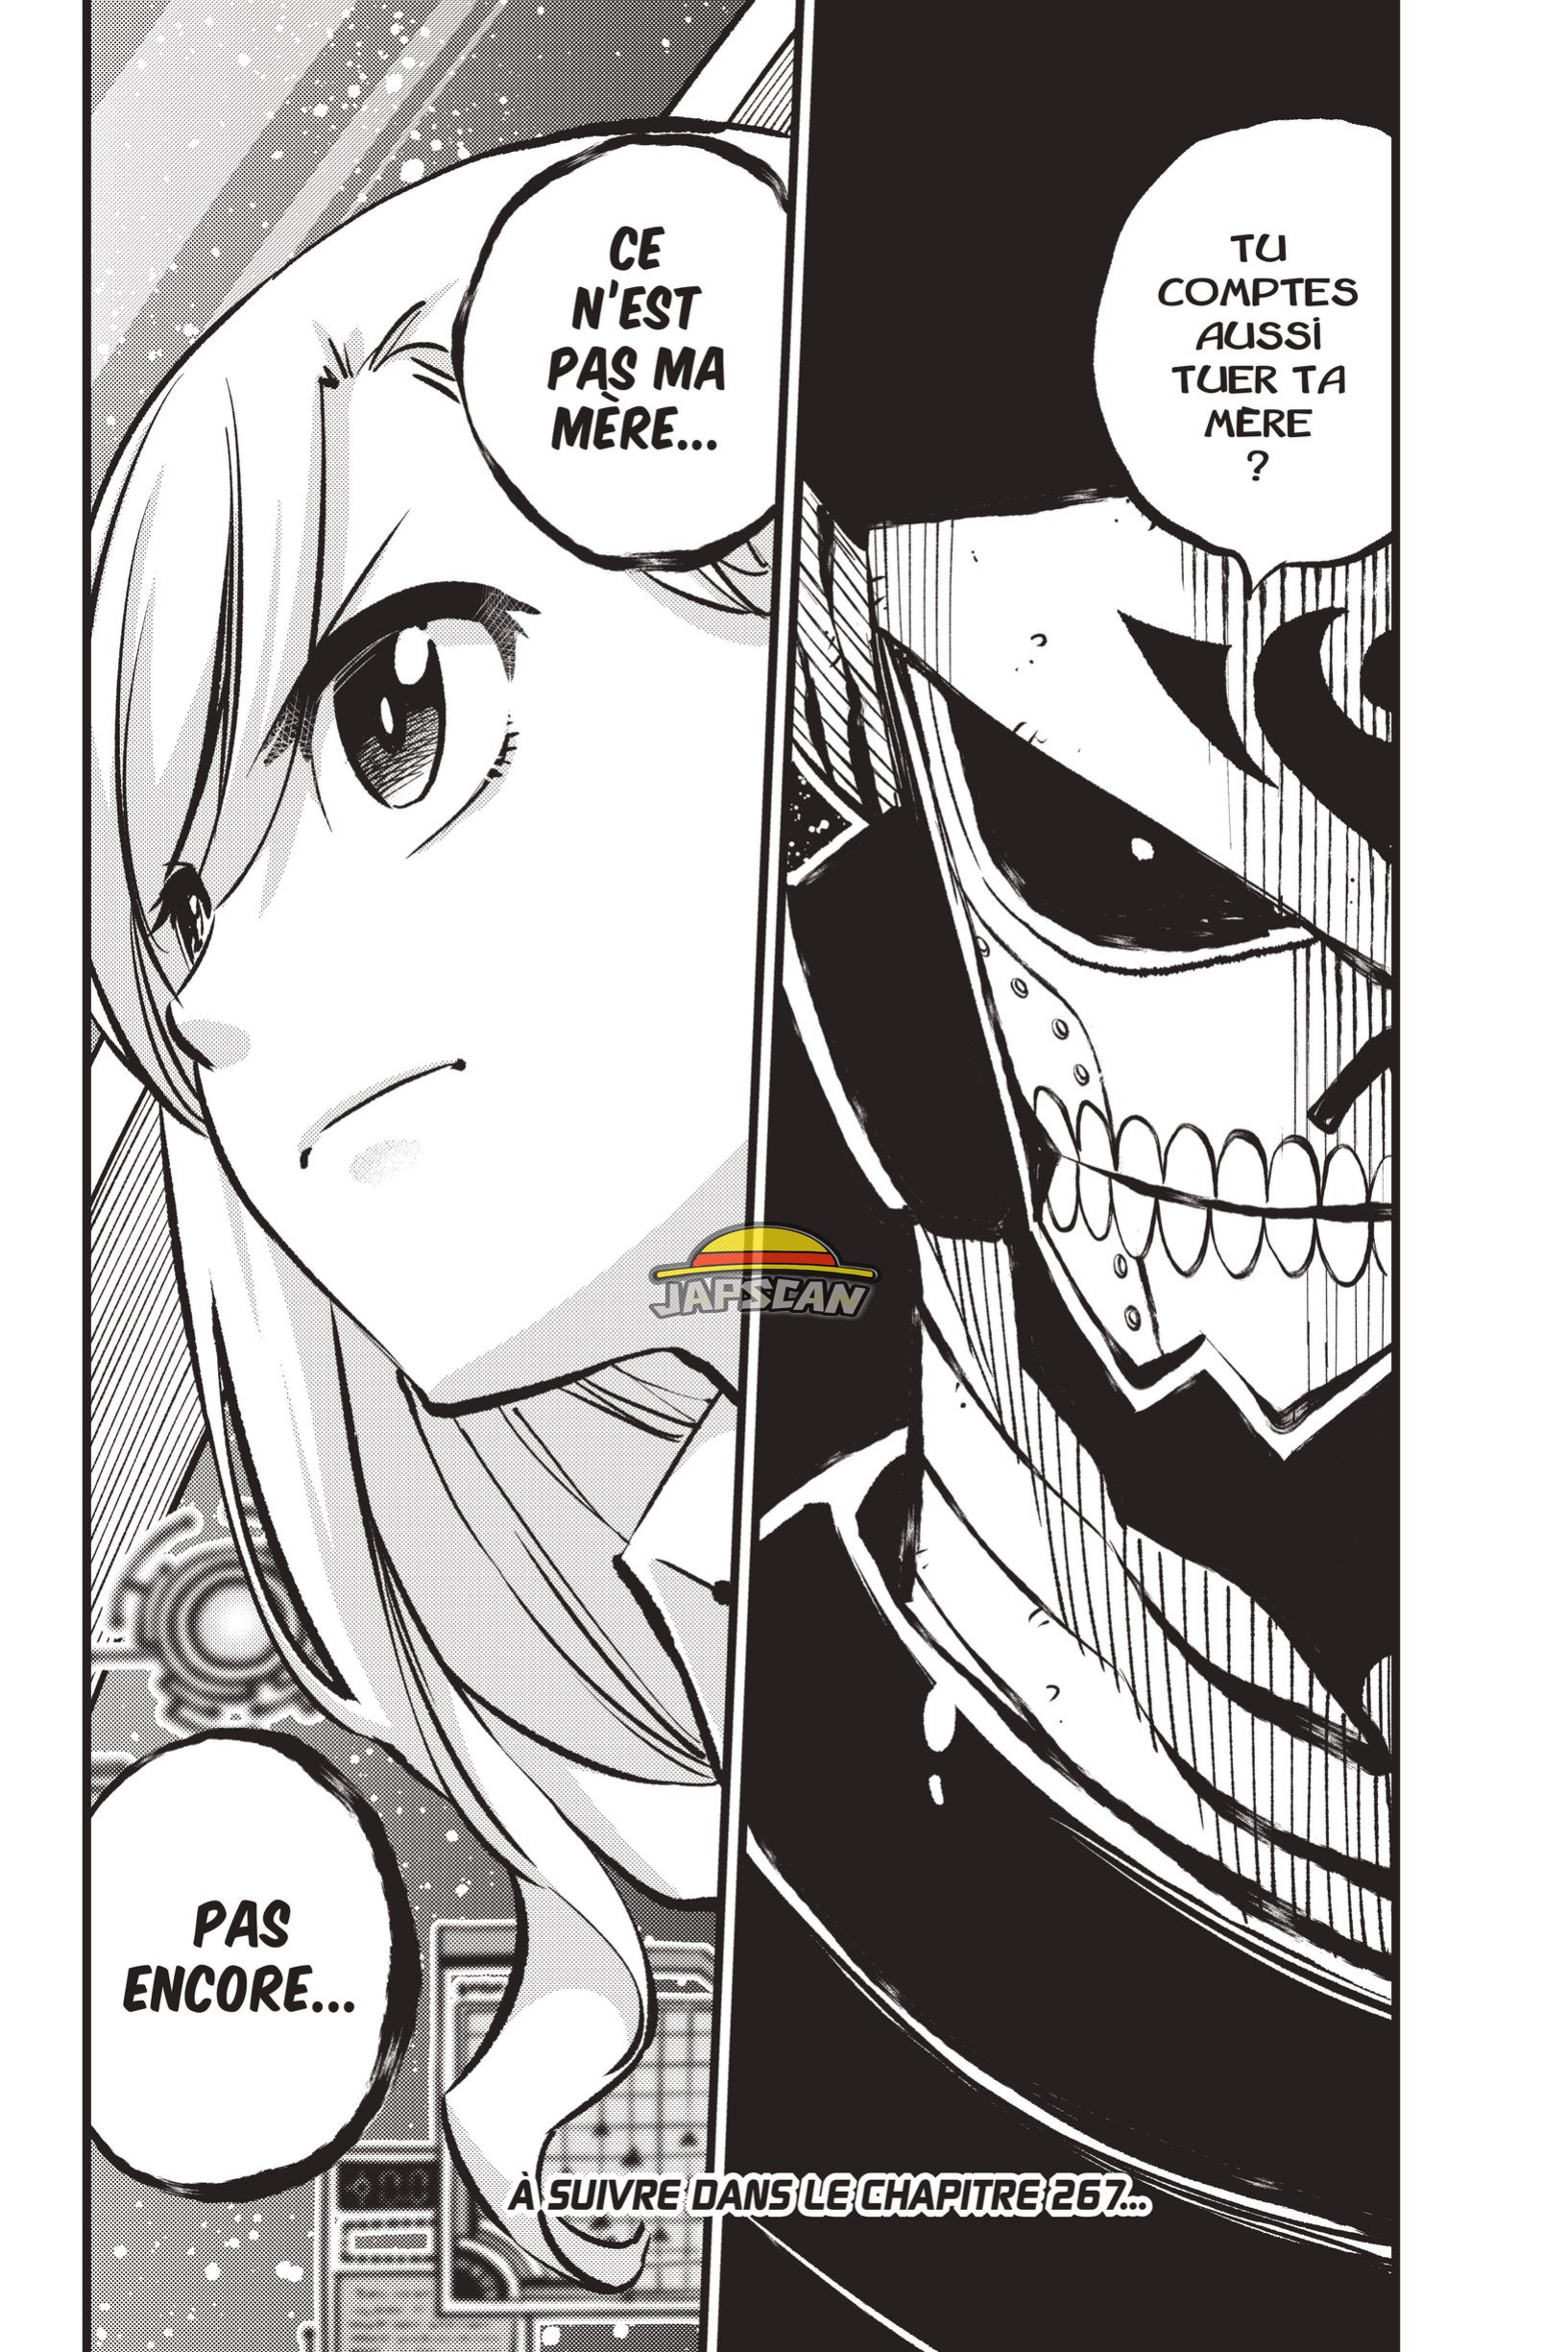 TU
COMPTES
AUSSI
TUER TA
MÈRE
?
CE
N'EST
PAS MA
MÈRE...
JAPSCAN
PAS
ENCORE...
À SUIVRE DANS LE CHAPITRE 267...